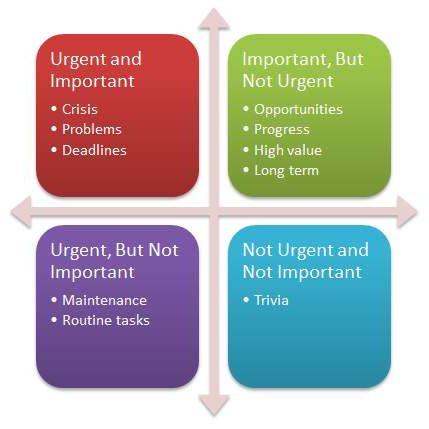 Urgent and
Important
• Crisis
• Problems
• Deadlines
Important, But
Not Urgent
• Opportunities
• Progress
• High value
• Long term
Urgent, But Not
Important
• Maintenance
• Routine tasks
Not Urgent and
Not Important
• Trivia